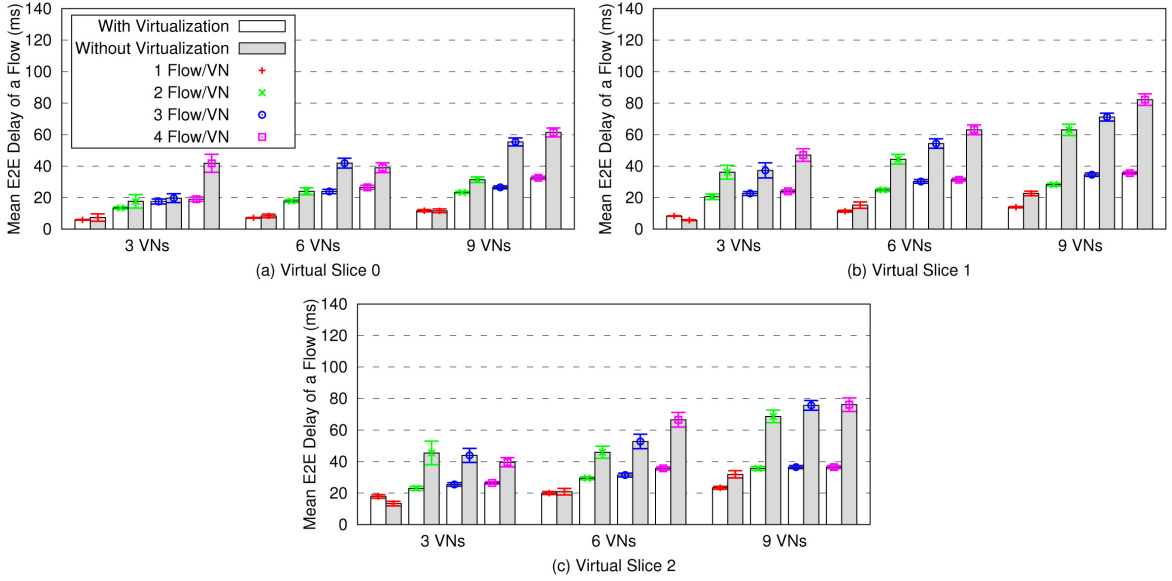 Mean E2E Delay of a Flow (ms)
140
120
100
80
60
40
20
0
With Virtualization
Without Virtualization
1 Flow/VN
2 Flow/VN
3 Flow/VN
4 Flow/VN
3 VNs 6 VNs 9 VNs
(a) Virtual Slice 0
Mean E2E Delay of a Flow (ms)
140
120
100
80
60
40
20
0
3 VNs 6 VNs 9 VNs
(b) Virtual Slice 1
Mean E2E Delay of a Flow (ms)
140
120
100
80
60
40
20
0
3 VNs 6 VNs 9 VNs
(c) Virtual Slice 2